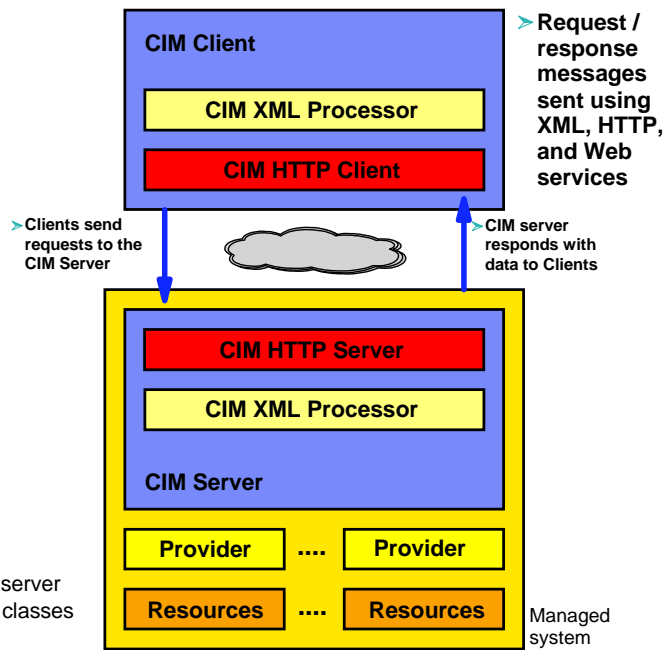 CIM Client
➢ Request /
response
messages
sent using
XML, HTTP,
and Web
services
CIM XML Processor
CIM HTTP Client
➢ Clients send
requests to the
CIM Server
➢ CIM server
responds with
data to Clients
CIM HTTP Server
CIM XML Processor
CIM Server
Provider .... Provider
server
classes
Resources .... Resources
Managed
system